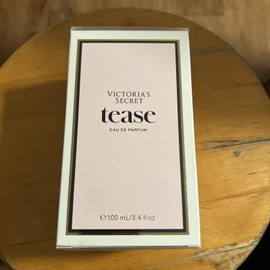 VICTORIA'S
SECRET
tease
EAU DE PARFUM
℮100 mL/3.4 fl oz